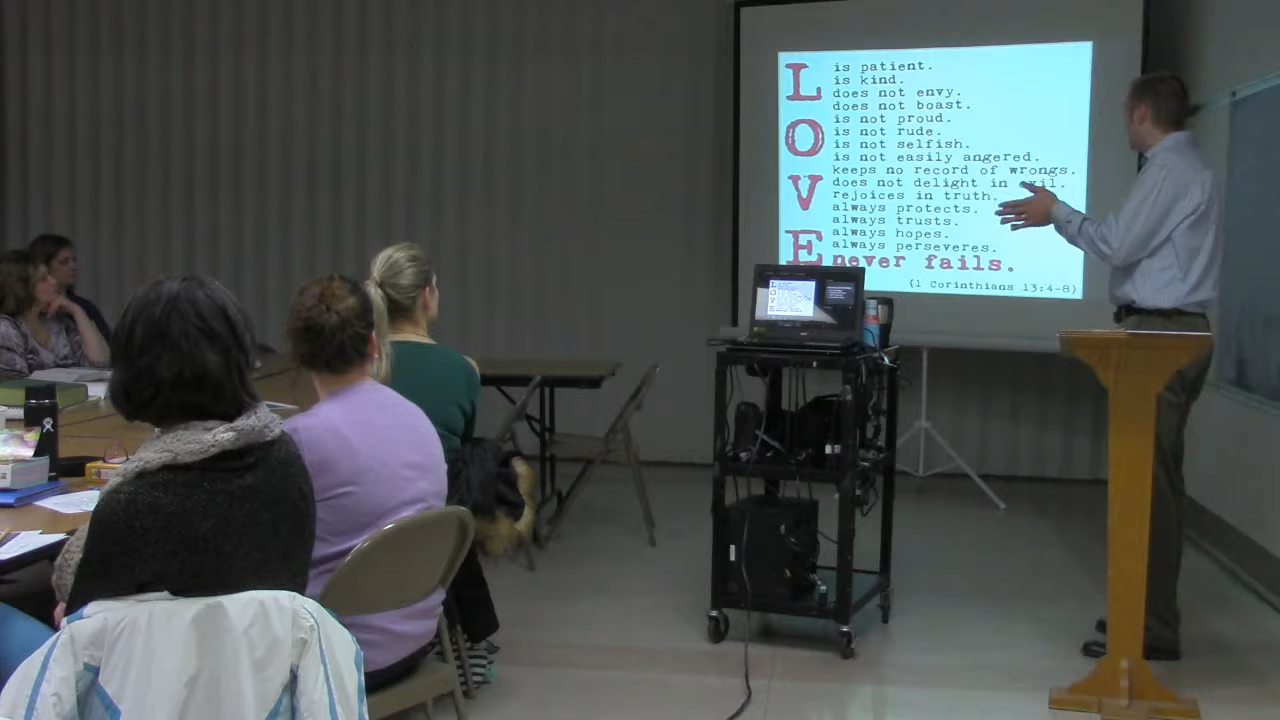 L is patient.
is kind.
does not envy.
does not boast.
O is not proud.
is not rude.
is not selfish.
is not easily angered.
V keeps no record of wrongs.
does not delight in evil.
rejoices in truth.
always protects.
always trusts.
E always hopes.
always perseveres.
never fails.
(1 Corinthians 13:4-8)